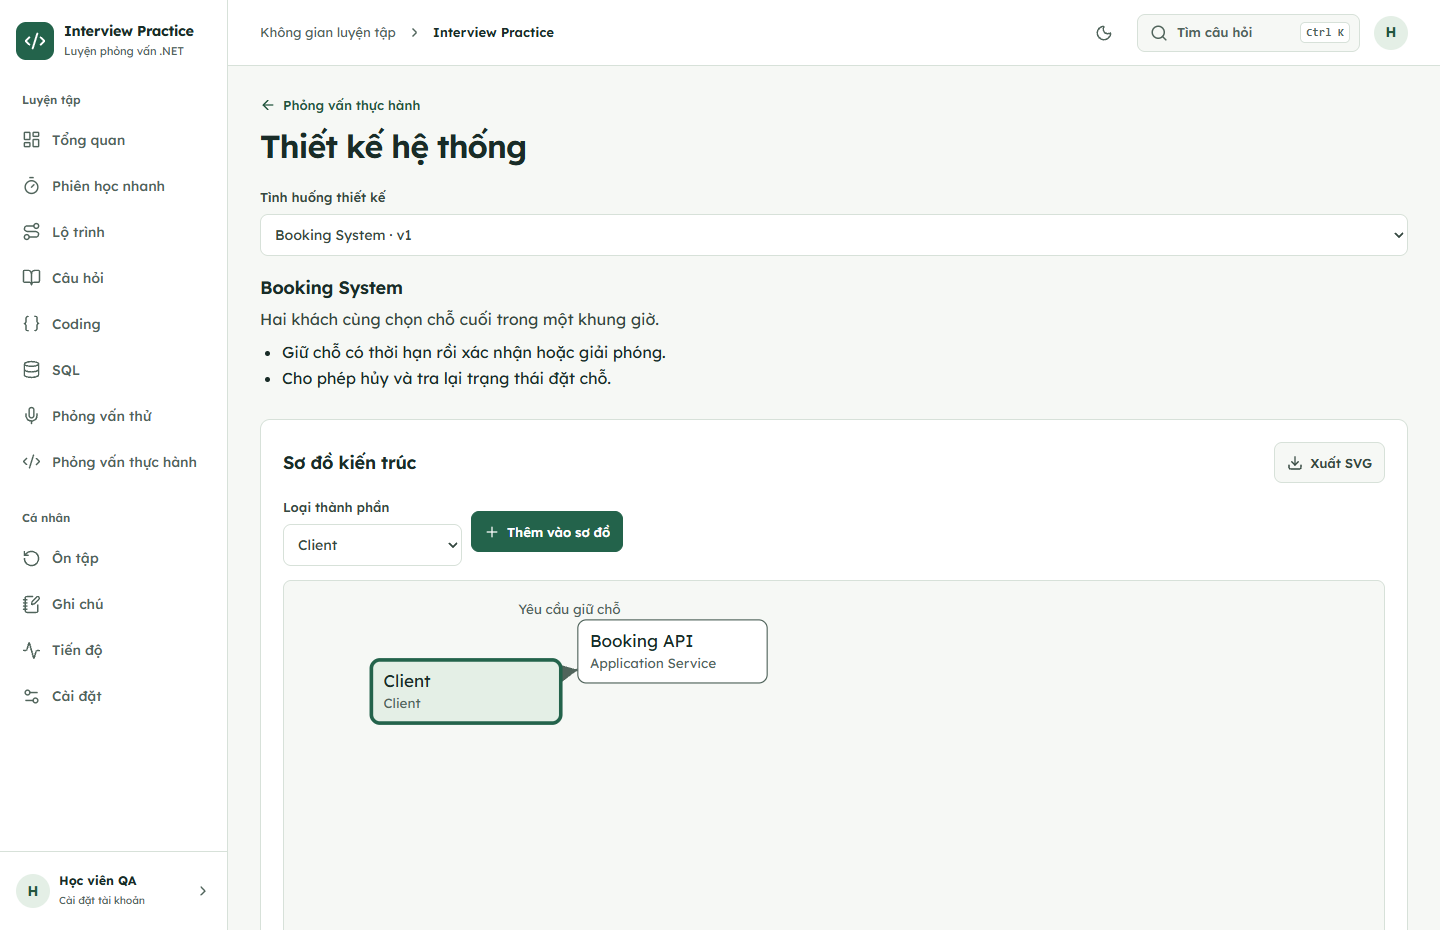 Interview Practice
Luyện phỏng vấn .NET
Luyện tập
Tổng quan
Phiên học nhanh
Lộ trình
Câu hỏi
Coding
SQL
Phỏng vấn thử
Phỏng vấn thực hành
Cá nhân
Ôn tập
Ghi chú
Tiến độ
Cài đặt
H
Học viên QA
Cài đặt tài khoản
Không gian luyện tập
Interview Practice
Tìm câu hỏi
Ctrl K
H
Phỏng vấn thực hành
Thiết kế hệ thống
Tình huống thiết kế
Booking System · v1
Booking System
Hai khách cùng chọn chỗ cuối trong một khung giờ.
• Giữ chỗ có thời hạn rồi xác nhận hoặc giải phóng.
• Cho phép hủy và tra lại trạng thái đặt chỗ.
Sơ đồ kiến trúc
Xuất SVG
Loại thành phần
Client
Thêm vào sơ đồ
Yêu cầu giữ chỗ
Booking API
Application Service
Client
Client